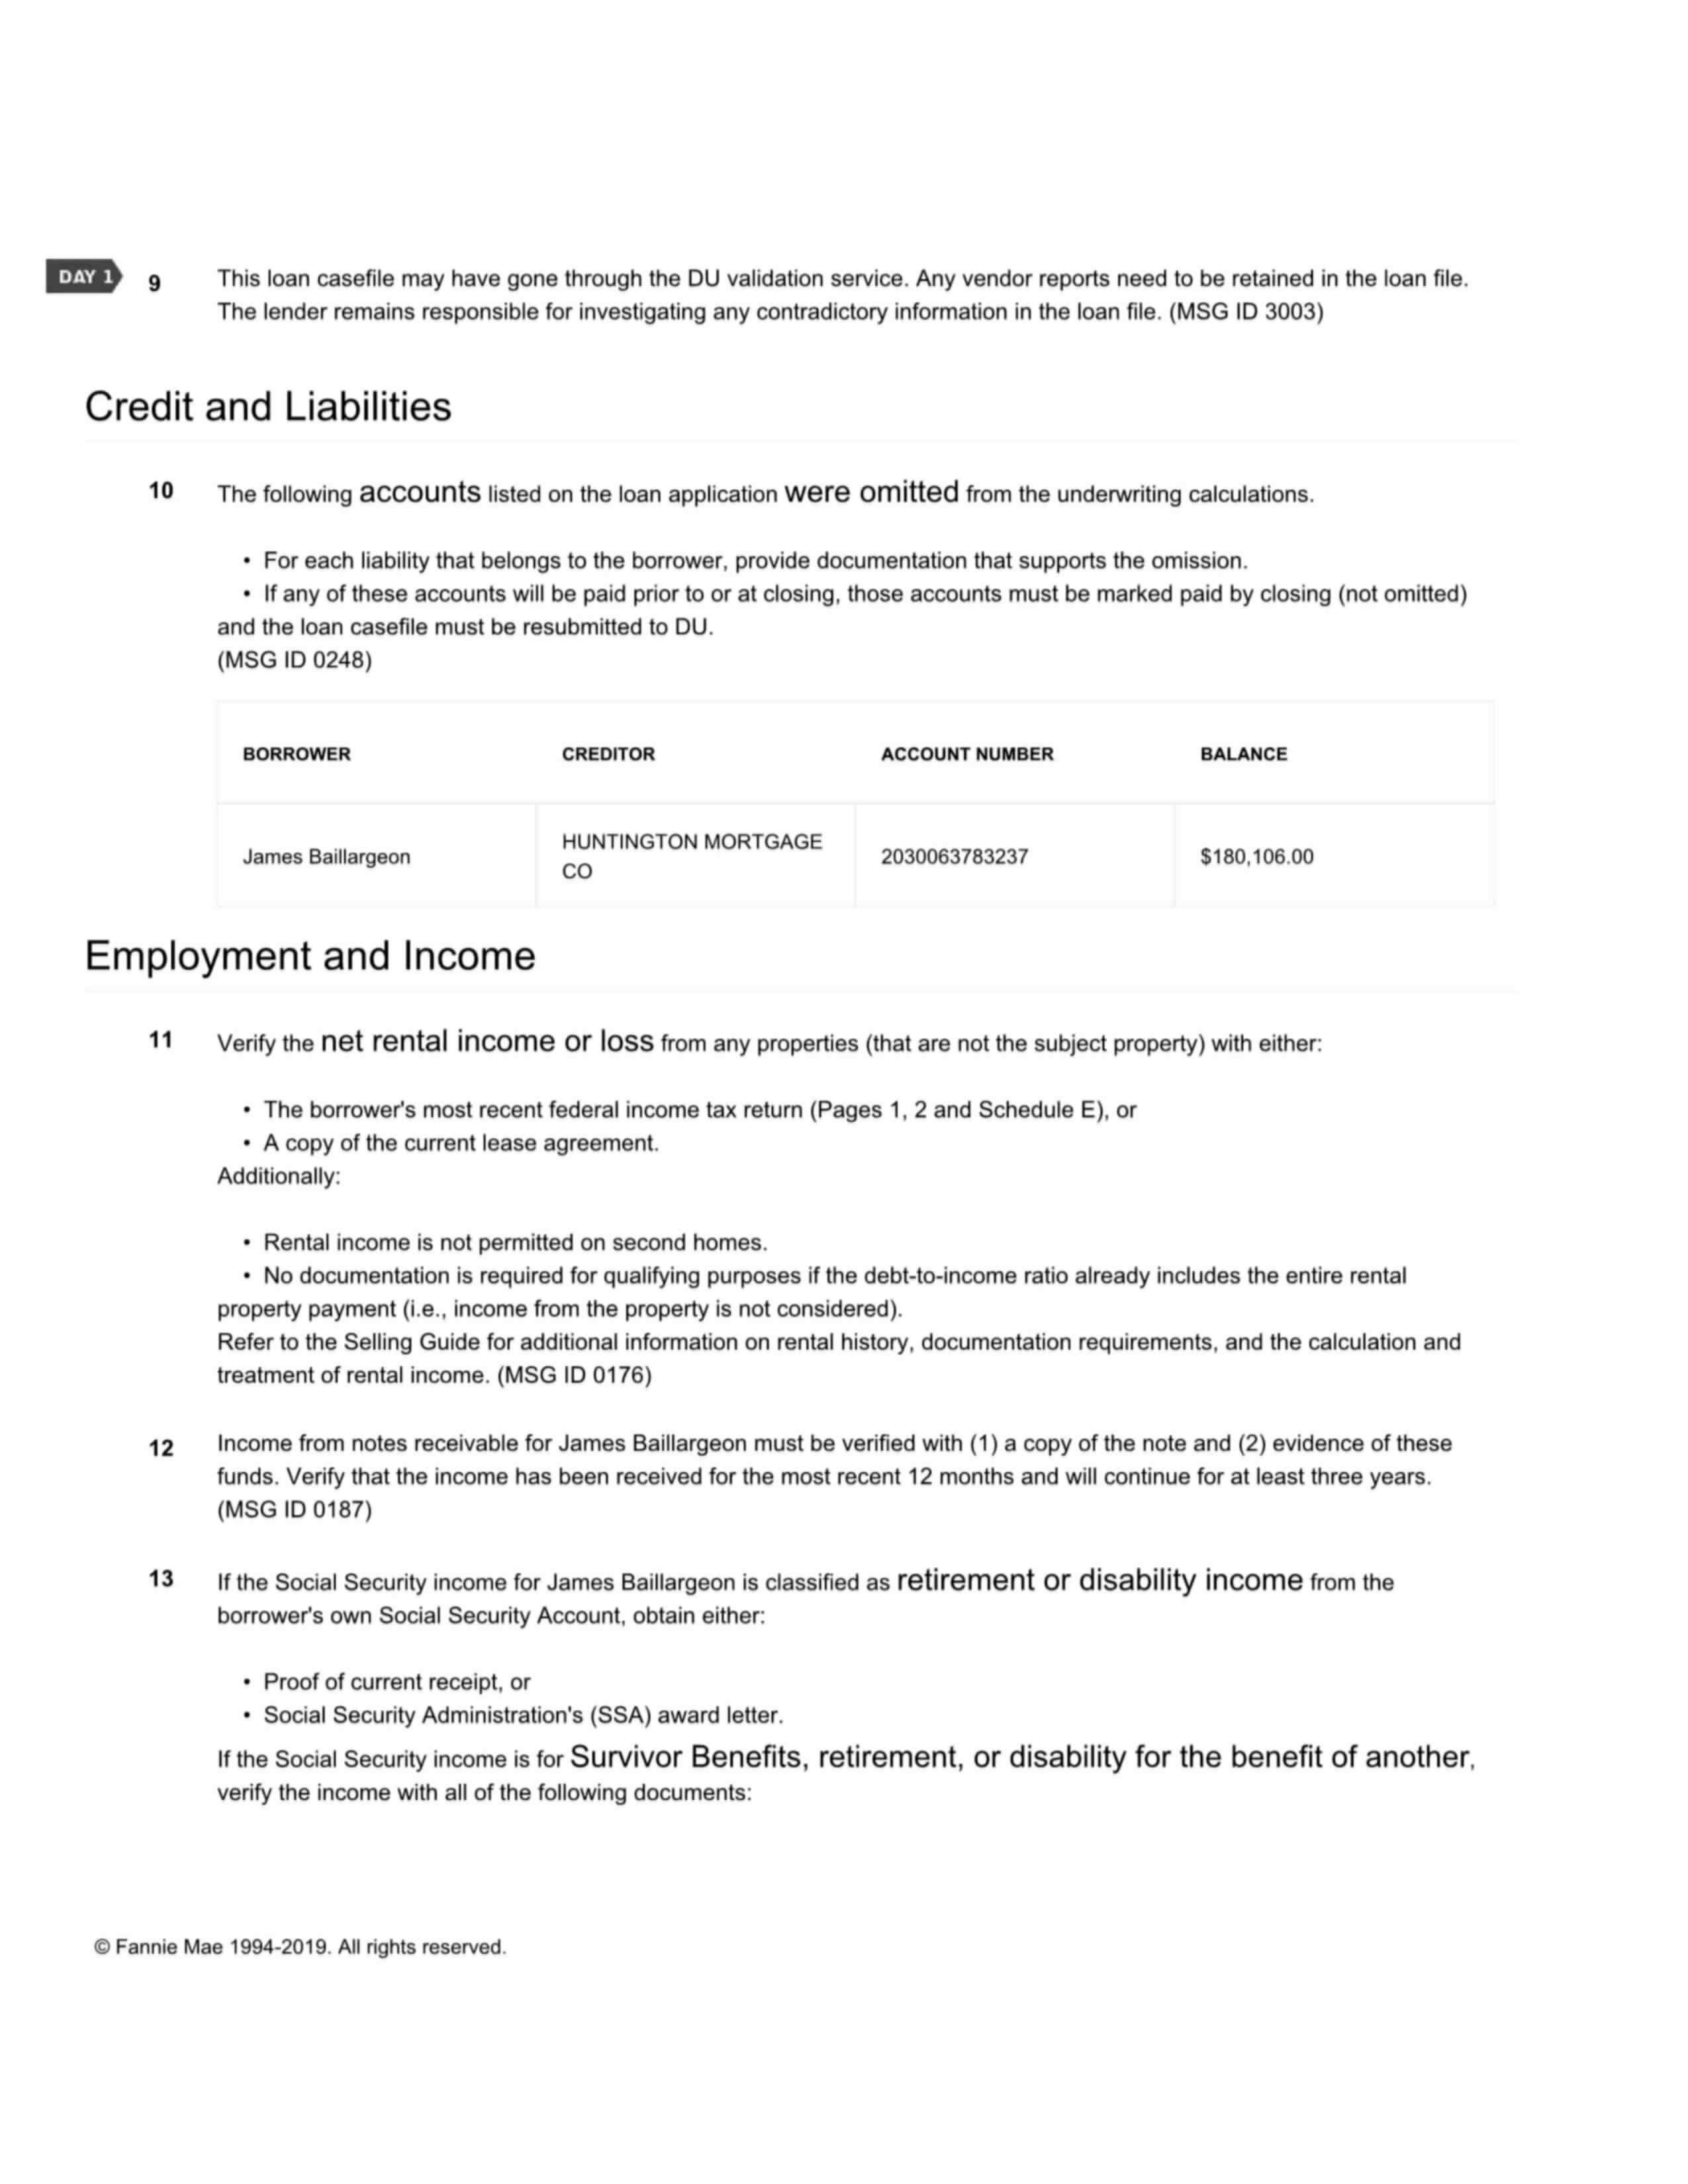 DAY 1
9 This loan casefile may have gone through the DU validation service. Any vendor reports need to be retained in the loan file.
The lender remains responsible for investigating any contradictory information in the loan file. (MSG ID 3003)
Credit and Liabilities
10 The following accounts listed on the loan application were omitted from the underwriting calculations.
• For each liability that belongs to the borrower, provide documentation that supports the omission.
• If any of these accounts will be paid prior to or at closing, those accounts must be marked paid by closing (not omitted)
and the loan casefile must be resubmitted to DU.
(MSG ID 0248)
BORROWER CREDITOR ACCOUNT NUMBER BALANCE
James Baillargeon HUNTINGTON MORTGAGE 2030063783237 $180,106.00
CO
Employment and Income
11 Verify the net rental income or loss from any properties (that are not the subject property) with either:
• The borrower's most recent federal income tax return (Pages 1, 2 and Schedule E), or
• A copy of the current lease agreement.
Additionally:
• Rental income is not permitted on second homes.
• No documentation is required for qualifying purposes if the debt-to-income ratio already includes the entire rental
property payment (i.e., income from the property is not considered).
Refer to the Selling Guide for additional information on rental history, documentation requirements, and the calculation and
treatment of rental income. (MSG ID 0176)
12 Income from notes receivable for James Baillargeon must be verified with (1) a copy of the note and (2) evidence of these
funds. Verify that the income has been received for the most recent 12 months and will continue for at least three years.
(MSG ID 0187)
13 If the Social Security income for James Baillargeon is classified as retirement or disability income from the
borrower's own Social Security Account, obtain either:
• Proof of current receipt, or
• Social Security Administration's (SSA) award letter.
If the Social Security income is for Survivor Benefits, retirement, or disability for the benefit of another,
verify the income with all of the following documents:
© Fannie Mae 1994-2019. All rights reserved.